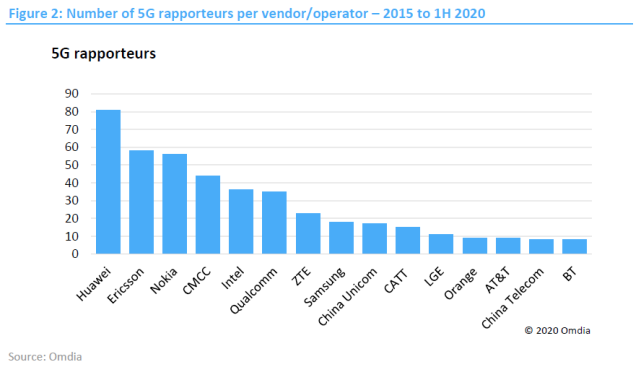 Figure 2: Number of 5G rapporteurs per vendor/operator – 2015 to 1H 2020
5G rapporteurs
90
80
70
60
50
40
30
20
10
0
Huawei
Ericsson
Nokia
CMCC
Intel
Qualcomm
ZTE
Samsung
China Unicom
CATT
LGE
Orange
AT&T
China Telecom
BT
© 2020 Omdia
Source: Omdia